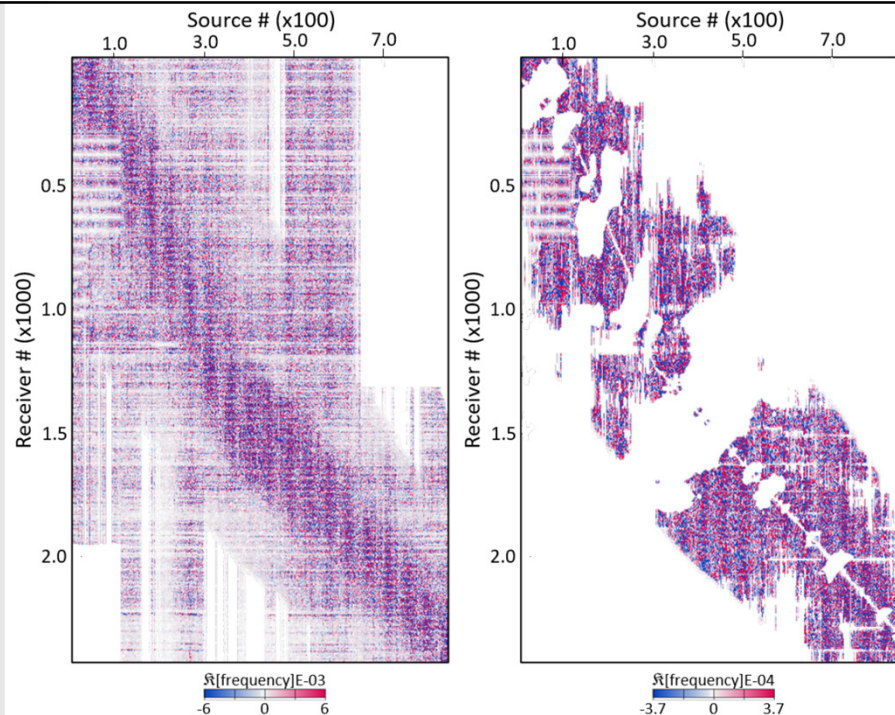 Source # (x100)
1.0 3.0 5.0 7.0
Receiver # (x1000)
0.5
1.0
1.5
2.0
ℜ[frequency]E-03
-6 0 6
Source # (x100)
1.0 3.0 5.0 7.0
Receiver # (x1000)
0.5
1.0
1.5
2.0
ℜ[frequency]E-04
-3.7 0 3.7